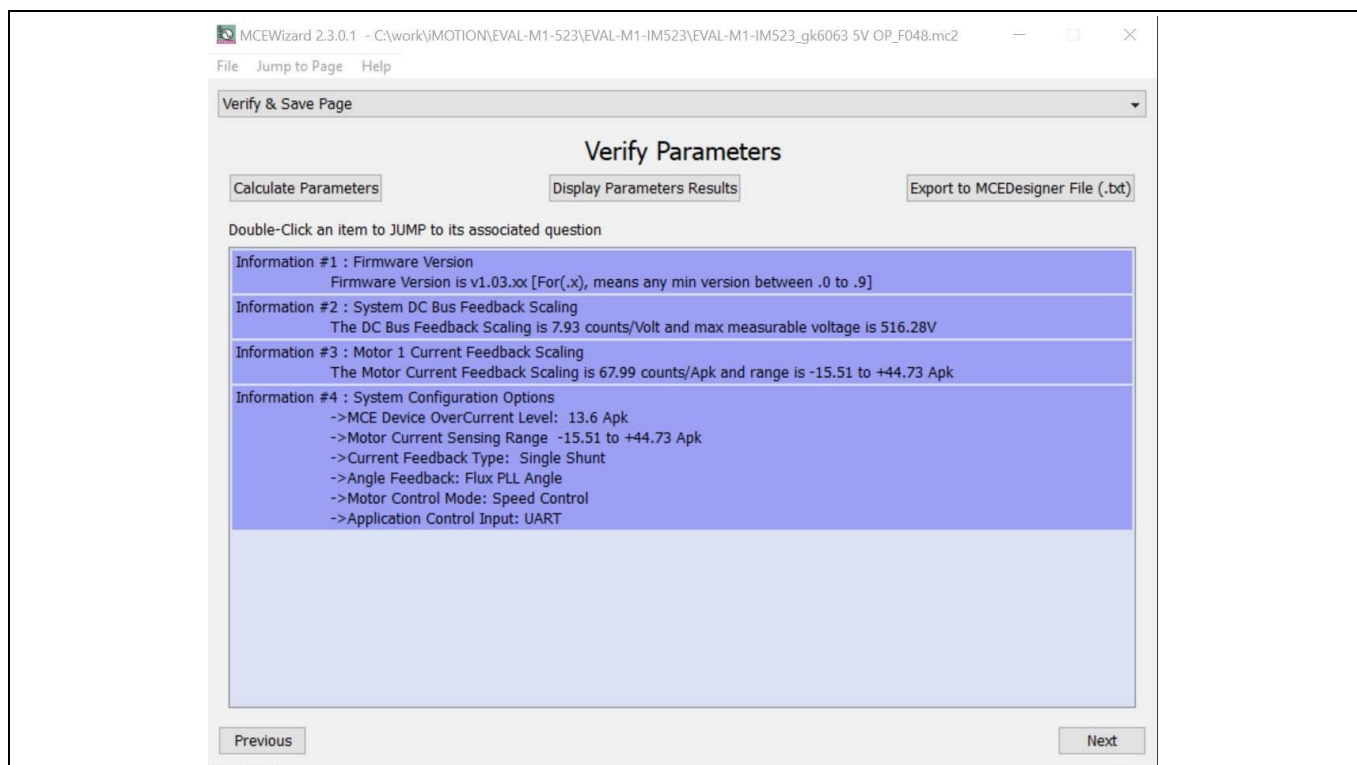 MCEWizard 2.3.0.1 - C:\work\iMOTION\EVAL-M1-523\EVAL-M1-IM523\EVAL-M1-IM523_gk6063 5V OP_F048.mc2
File Jump to Page Help
Verify & Save Page
Verify Parameters
Calculate Parameters Display Parameters Results Export to MCEDesigner File (.txt)
Double-Click an item to JUMP to its associated question
Information #1 : Firmware Version
Firmware Version is v1.03.xx [For(.x), means any min version between .0 to .9]
Information #2 : System DC Bus Feedback Scaling
The DC Bus Feedback Scaling is 7.93 counts/Volt and max measurable voltage is 516.28V
Information #3 : Motor 1 Current Feedback Scaling
The Motor Current Feedback Scaling is 67.99 counts/Apk and range is -15.51 to +44.73 Apk
Information #4 : System Configuration Options
->MCE Device OverCurrent Level: 13.6 Apk
->Motor Current Sensing Range -15.51 to +44.73 Apk
->Current Feedback Type: Single Shunt
->Angle Feedback: Flux PLL Angle
->Motor Control Mode: Speed Control
->Application Control Input: UART
Previous Next